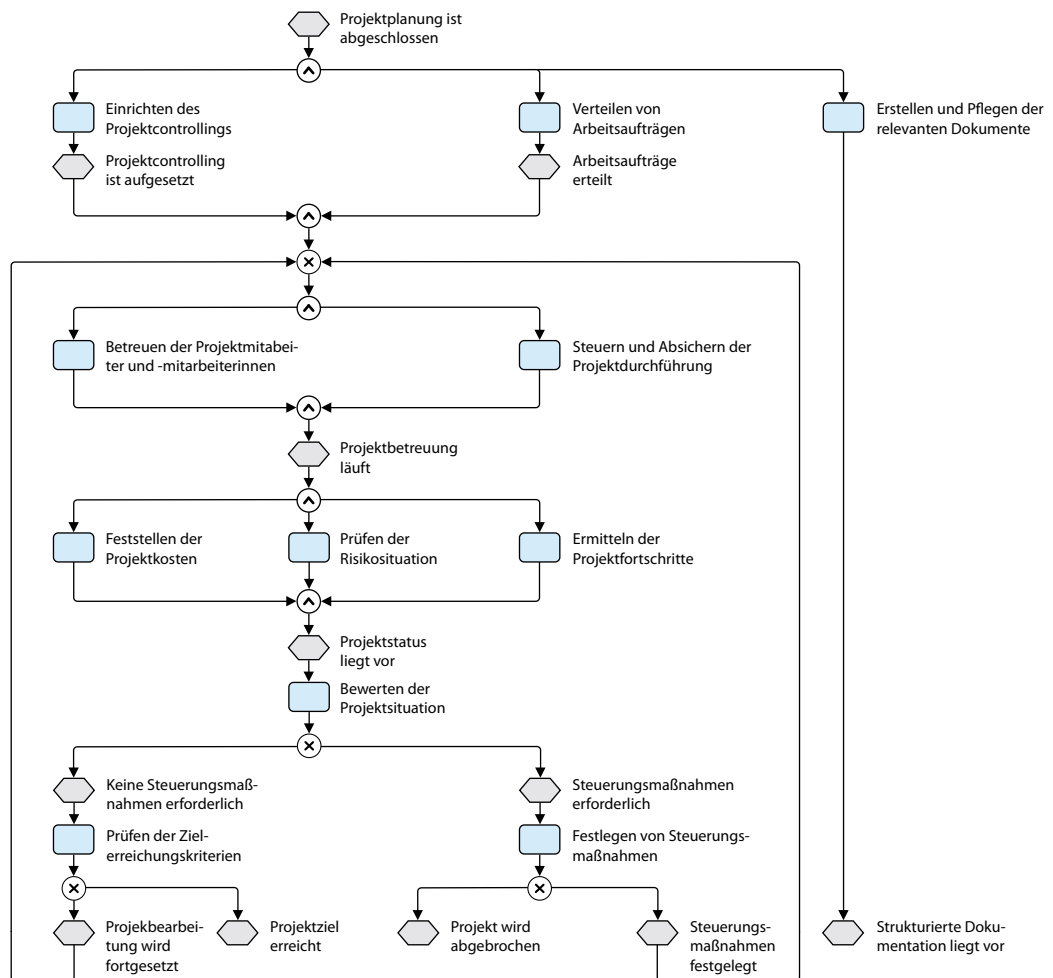 Projektplanung ist
abgeschlossen
Einrichten des
Projektcontrollings
Verteilen von
Arbeitsaufträgen
Erstellen und Pflegen der
relevanten Dokumente
Projektcontrolling
ist aufgesetzt
Arbeitsaufträge
erteilt
Betreuen der Projektmitabei-
ter und -mitarbeiterinnen
Steuern und Absichern der
Projektdurchführung
Projektbetreuung
läuft
Feststellen der
Projektkosten
Prüfen der
Risikosituation
Ermitteln der
Projektfortschritte
Projektstatus
liegt vor
Bewerten der
Projektsituation
Keine Steuerungsmaß-
nahmen erforderlich
Steuerungsmaßnahmen
erforderlich
Prüfen der Ziel-
erreichungskriterien
Festlegen von Steuerungs-
maßnahmen
Projekbearbei-
tung wird
fortgesetzt
Projektziel
erreicht
Projekt wird
abgebrochen
Steuerungs-
maßnahmen
festgelegt
Strukturierte Doku-
mentation liegt vor